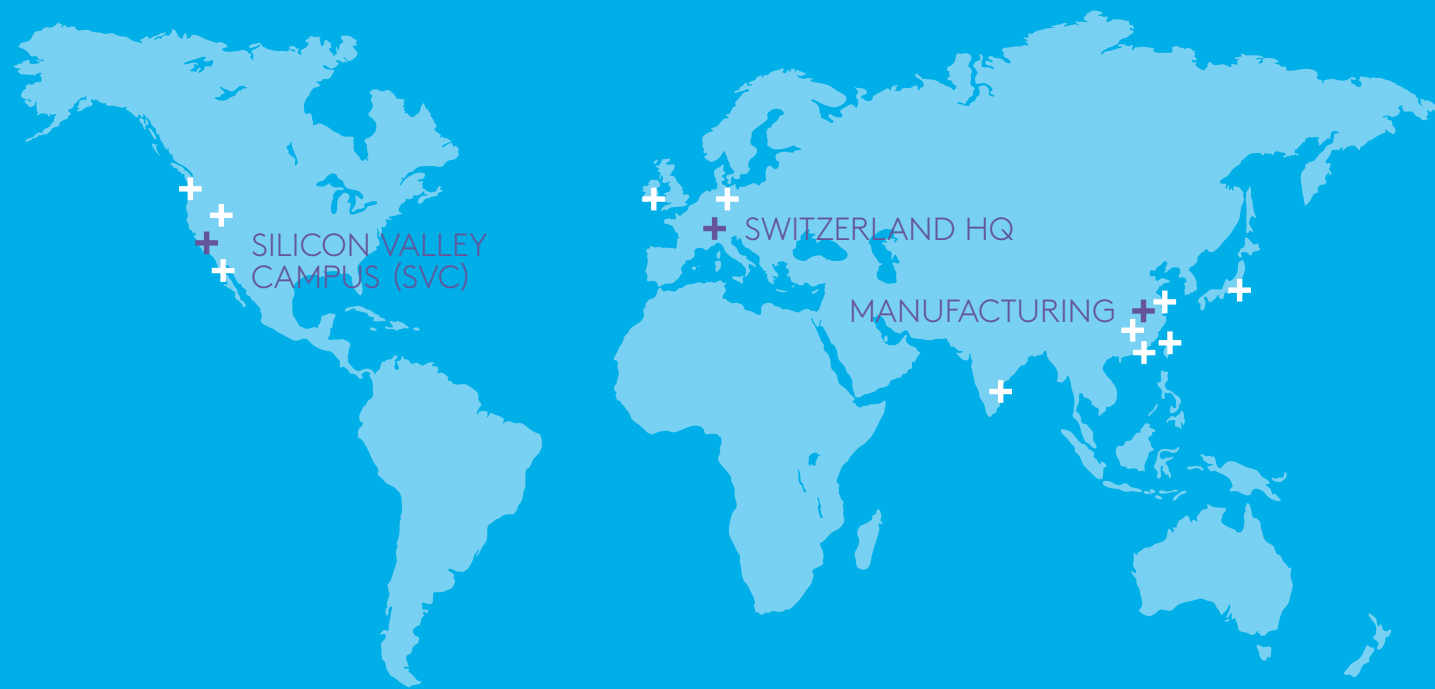 SILICON VALLEY
CAMPUS (SVC)
SWITZERLAND HQ
MANUFACTURING